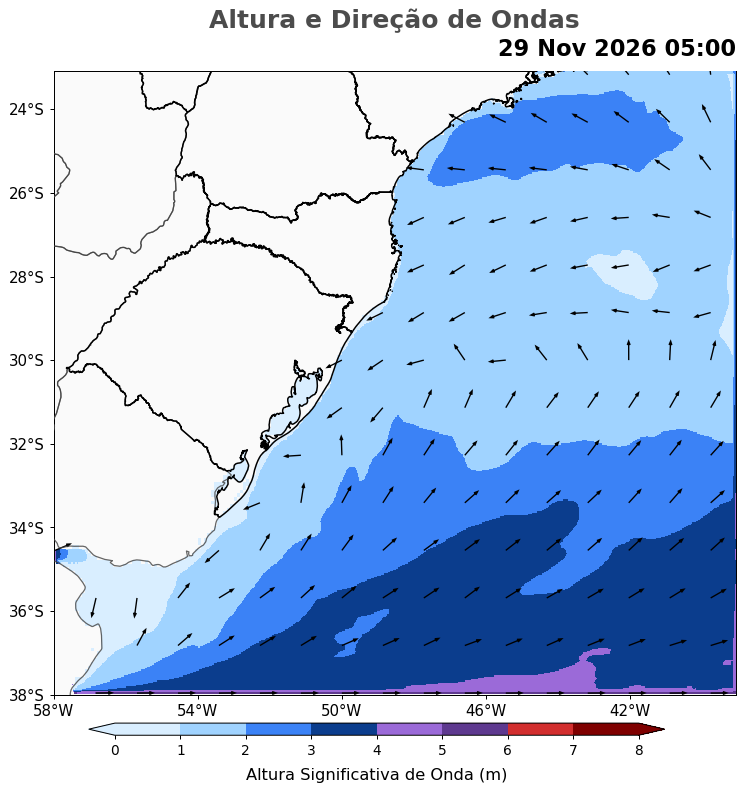 Altura e Direção de Ondas
29 Nov 2026 05:00
24°S
26°S
28°S
30°S
32°S
34°S
36°S
38°S
58°W 54°W 50°W 46°W 42°W
0 1 2 3 4 5 6 7 8
Altura Significativa de Onda (m)